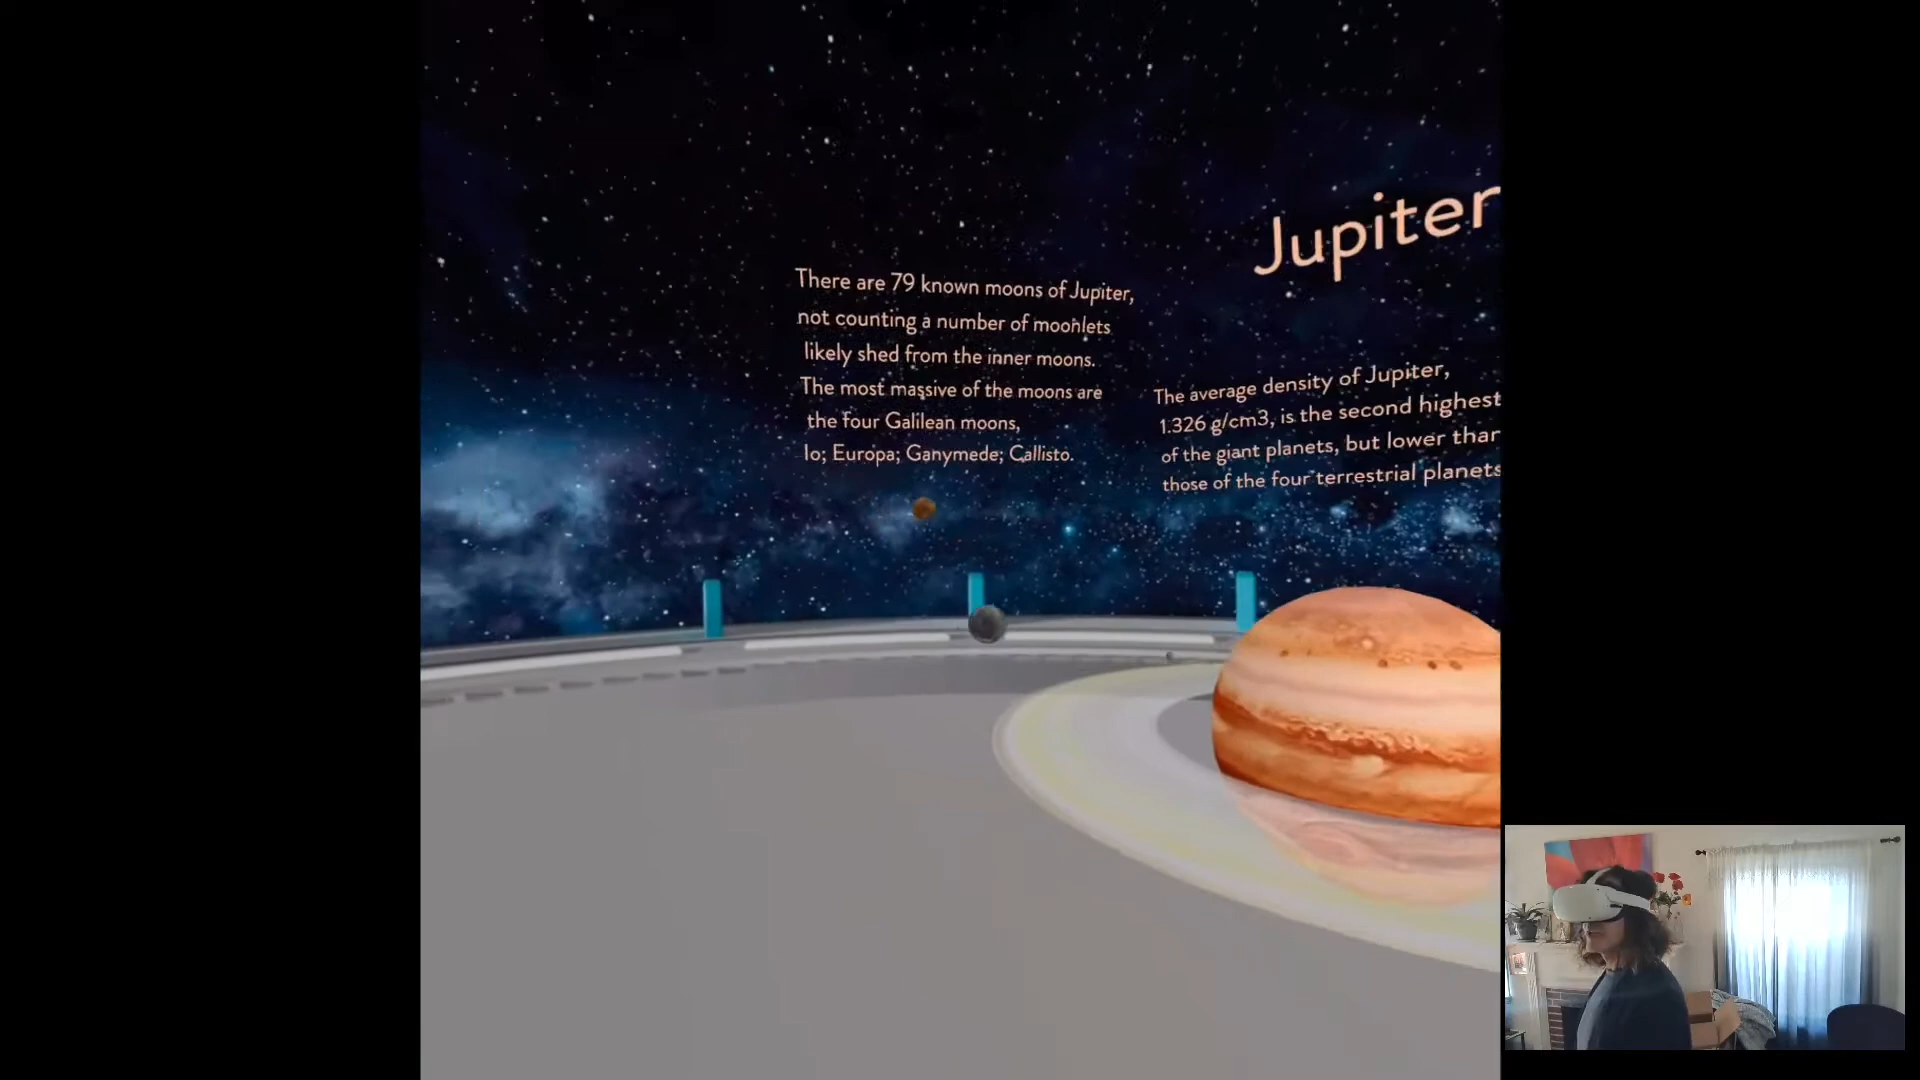 Jupiter
There are 79 known moons of Jupiter,
not counting a number of moonlets
likely shed from the inner moons.
The most massive of the moons are
the four Galilean moons,
Io; Europa; Ganymede; Callisto.
The average density of Jupiter,
1.326 g/cm3, is the second highest
of the giant planets, but lower than
those of the four terrestrial planets